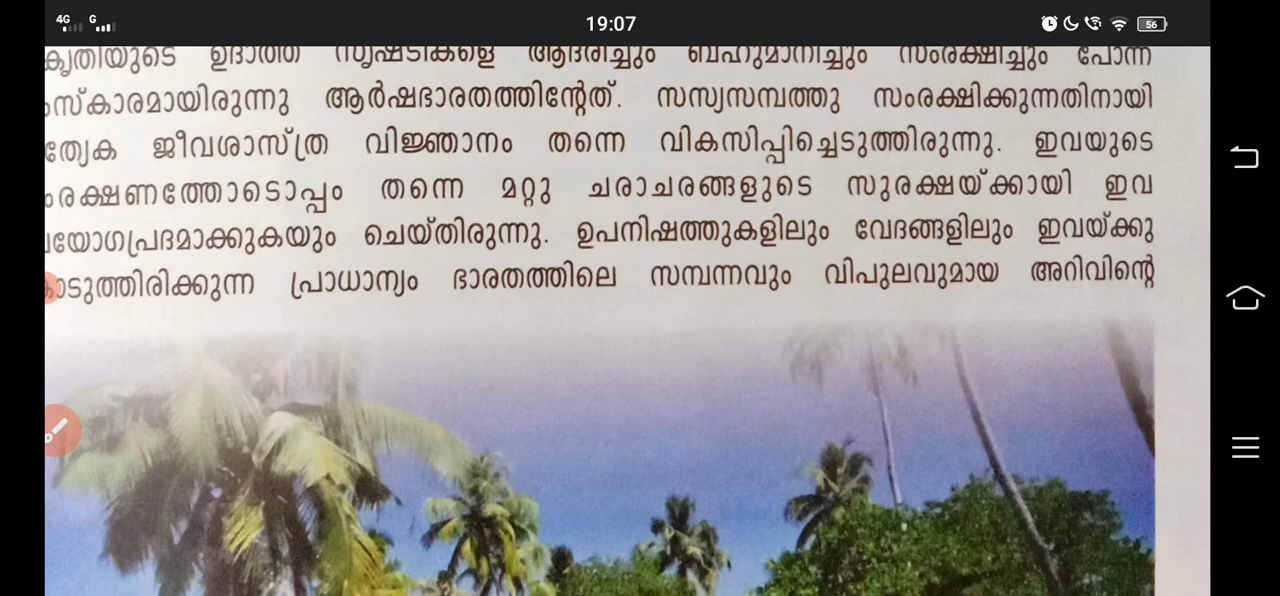 4G G 19:07 56
കൃതിയുടെ ഉദാത്ത സൃഷ്ടികളെ ആദരിച്ചും ബഹുമാനിച്ചും സംരക്ഷിച്ചും പോന്ന
സ്കാരമായിരുന്നു ആർഷഭാരതത്തിന്റേത്. സസ്യസമ്പത്തു സംരക്ഷിക്കുന്നതിനായി
ത്യേക ജീവശാസ്ത്ര വിജ്ഞാനം തന്നെ വികസിപ്പിച്ചെടുത്തിരുന്നു. ഇവയുടെ
രക്ഷണത്തോടൊപ്പം തന്നെ മറ്റു ചരാചരങ്ങളുടെ സുരക്ഷയ്ക്കായി ഇവ
യോഗപ്രദമാക്കുകയും ചെയ്തിരുന്നു. ഉപനിഷത്തുകളിലും വേദങ്ങളിലും ഇവയ്ക്കു
ാടുത്തിരിക്കുന്ന പ്രാധാന്യം ഭാരതത്തിലെ സമ്പന്നവും വിപുലവുമായ അറിവിന്റെ